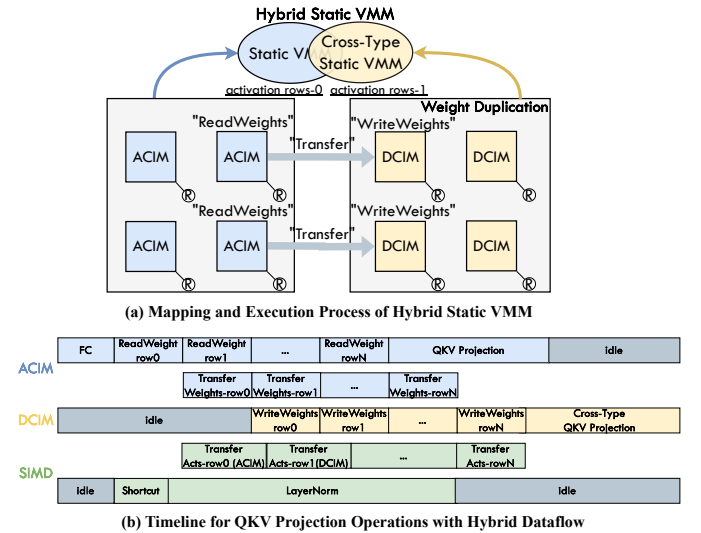 Hybrid Static VMM
Static VMM
Cross-Type
Static VMM
activation rows-0
activation rows-1
Weight Duplication
"ReadWeights"
"WriteWeights"
"Transfer"
ACIM
ACIM
DCIM
DCIM
R
R
R
R
"ReadWeights"
"WriteWeights"
"Transfer"
ACIM
ACIM
DCIM
DCIM
R
R
R
R
(a) Mapping and Execution Process of Hybrid Static VMM
ACIM
FC
ReadWeight
row0
ReadWeight
row1
...
ReadWeight
rowN
QKV Projection
idle
Transfer
Weights-row0
Transfer
Weights-row1
...
Transfer
Weights-rowN
DCIM
idle
WriteWeights
row0
WriteWeights
row1
...
WriteWeights
rowN
Cross-Type
QKV Projection
SIMD
Transfer
Acts-row0 (ACIM)
Transfer
Acts-row1(DCIM)
...
Transfer
Acts-rowN
idle
Shortcut
LayerNorm
idle
(b) Timeline for QKV Projection Operations with Hybrid Dataflow